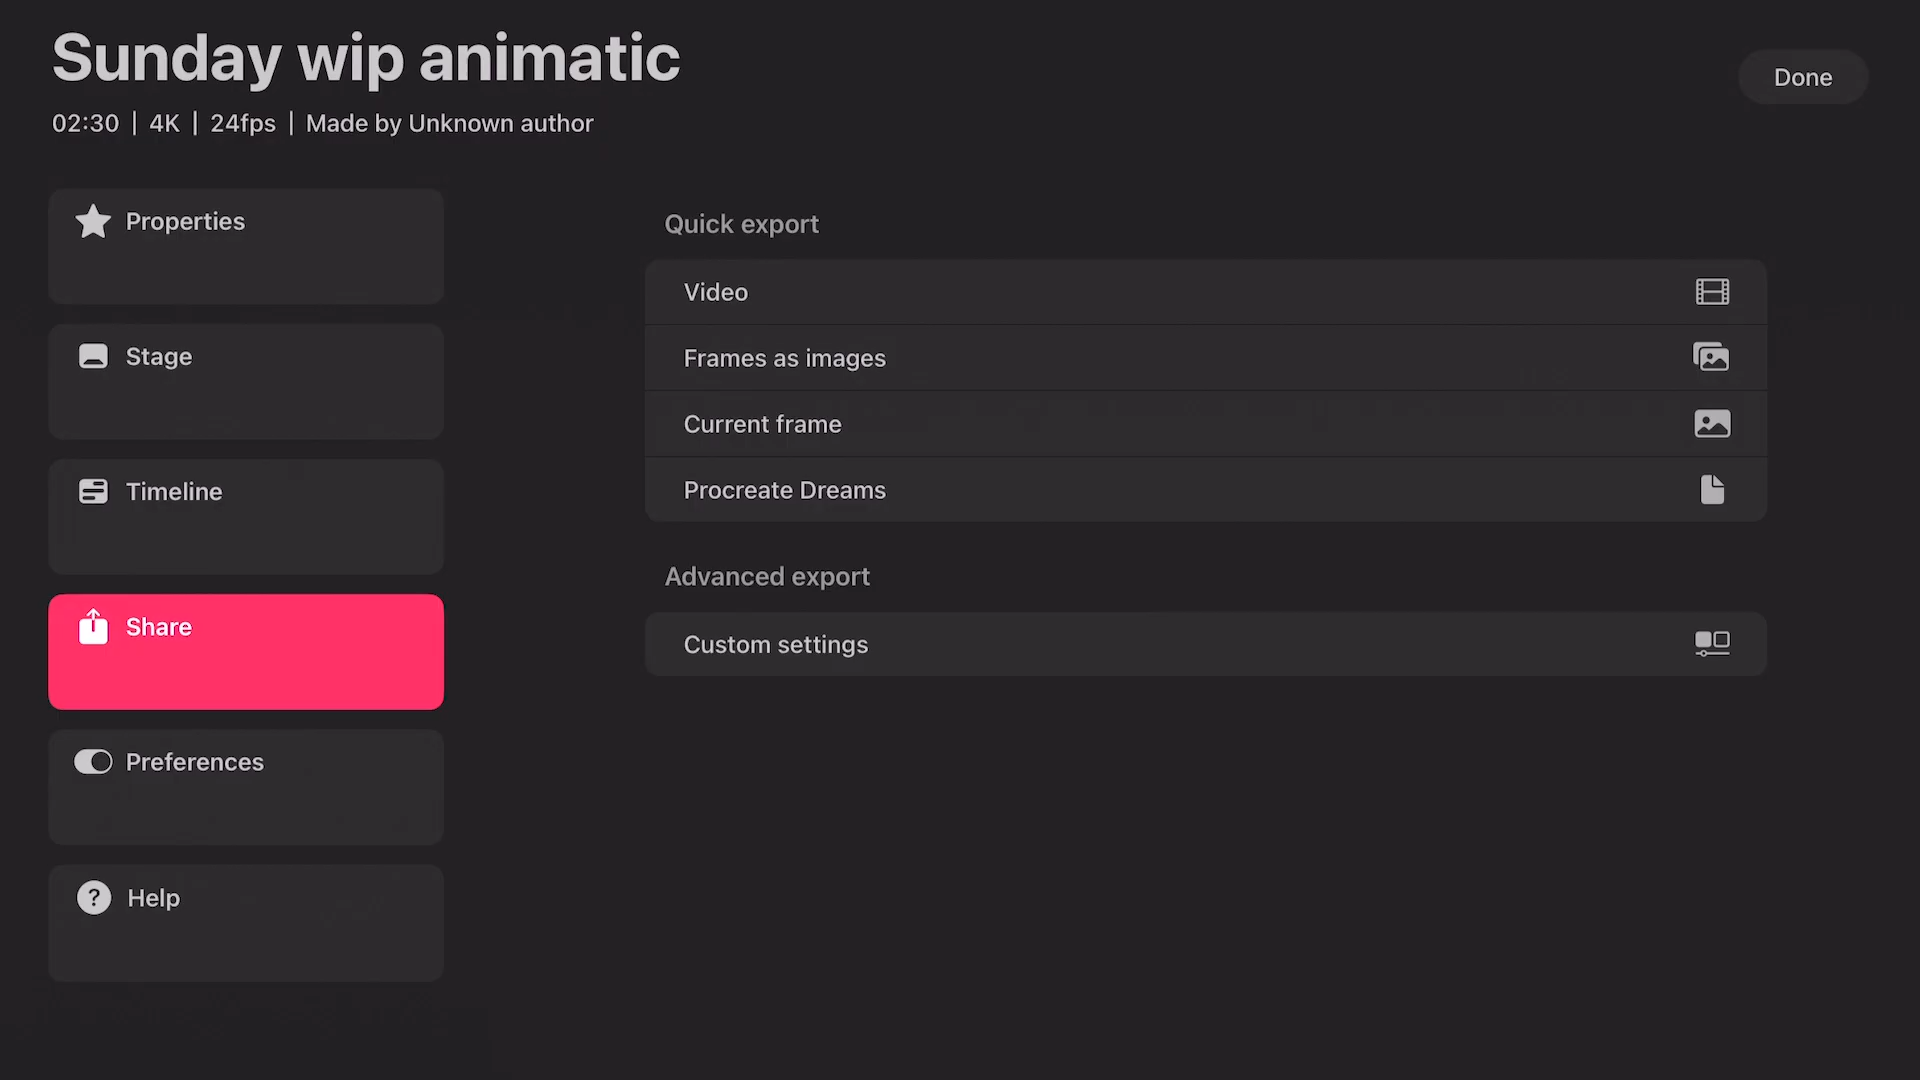 Sunday wip animatic
02:30 | 4K | 24fps | Made by Unknown author
Done
Properties
Stage
Timeline
Share
Preferences
Help
Quick export
Video
Frames as images
Current frame
Procreate Dreams
Advanced export
Custom settings